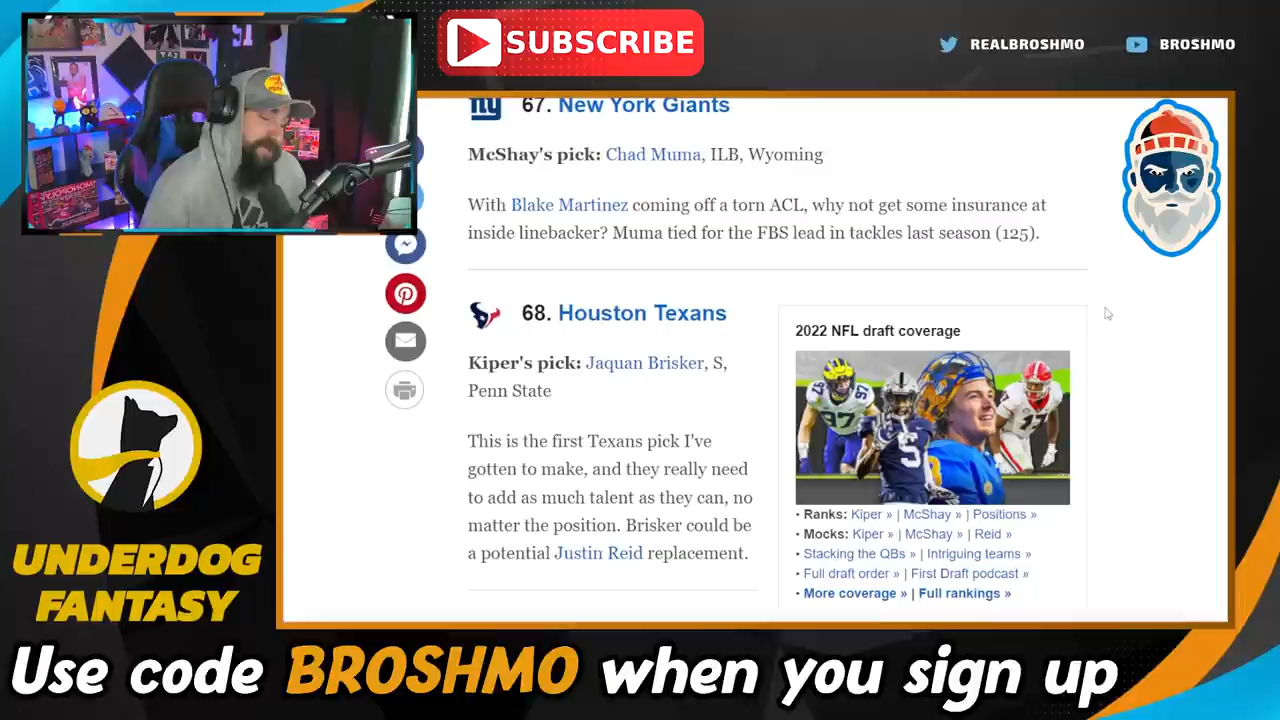 SUBSCRIBE
REALBROSHMO
BROSHMO
ny
67. New York Giants
McShay's pick: Chad Muma, ILB, Wyoming
With Blake Martinez coming off a torn ACL, why not get some insurance at
inside linebacker? Muma tied for the FBS lead in tackles last season (125).
68. Houston Texans
Kiper's pick: Jaquan Brisker, S,
Penn State
This is the first Texans pick I've
gotten to make, and they really need
to add as much talent as they can, no
matter the position. Brisker could be
a potential Justin Reid replacement.
2022 NFL draft coverage
97
5
17
• Ranks: Kiper » | McShay » | Positions »
• Mocks: Kiper » | McShay » | Reid »
• Stacking the QBs » | Intriguing teams »
• Full draft order » | First Draft podcast »
• More coverage » | Full rankings »
UNDERDOG
FANTASY
Use code BROSHMO when you sign up